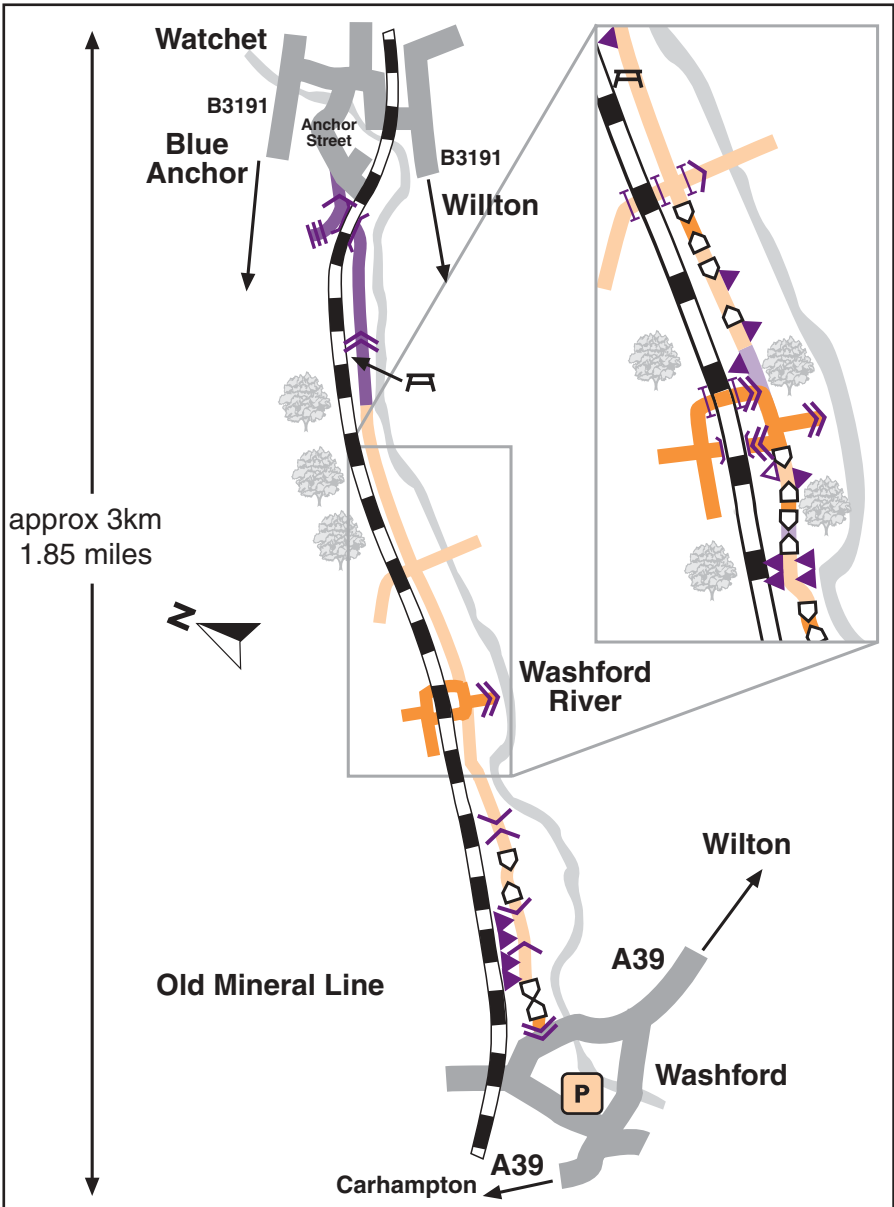 Watchet
B3191
Anchor
Street
Blue
Anchor
B3191
Willton
approx 3km
1.85 miles
N
Washford
River
Wilton
A39
Old Mineral Line
Washford
P
A39
Carhampton